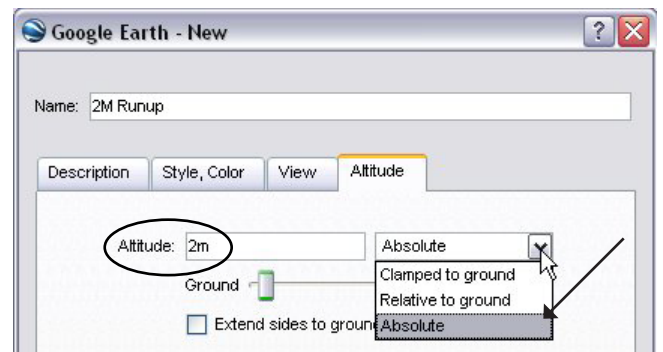 Google Earth - New
Name: 2M Runup
Description Style, Color View Altitude
Altitude: 2m Absolute
Clamped to ground
Ground
Relative to ground
Extend sides to groun Absolute